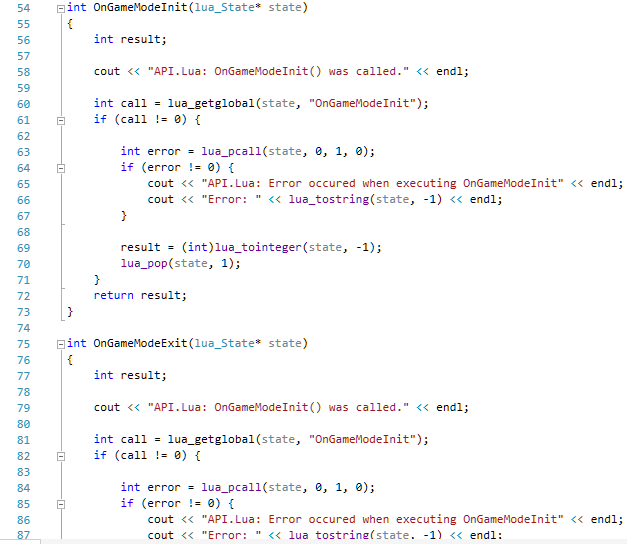 54 int OnGameModeInit(lua_State* state)
55 {
56     int result;
57
58     cout << "API.Lua: OnGameModeInit() was called." << endl;
59
60     int call = lua_getglobal(state, "OnGameModeInit");
61     if (call != 0) {
62
63         int error = lua_pcall(state, 0, 1, 0);
64         if (error != 0) {
65             cout << "API.Lua: Error occured when executing OnGameModeInit" << endl;
66             cout << "Error: " << lua_tostring(state, -1) << endl;
67         }
68
69         result = (int)lua_tointeger(state, -1);
70         lua_pop(state, 1);
71     }
72     return result;
73 }
74
75 int OnGameModeExit(lua_State* state)
76 {
77     int result;
78
79     cout << "API.Lua: OnGameModeInit() was called." << endl;
80
81     int call = lua_getglobal(state, "OnGameModeInit");
82     if (call != 0) {
83
84         int error = lua_pcall(state, 0, 1, 0);
85         if (error != 0) {
86             cout << "API.Lua: Error occured when executing OnGameModeInit" << endl;
87             cout << "Error: " << lua_tostring(state, -1) << endl;